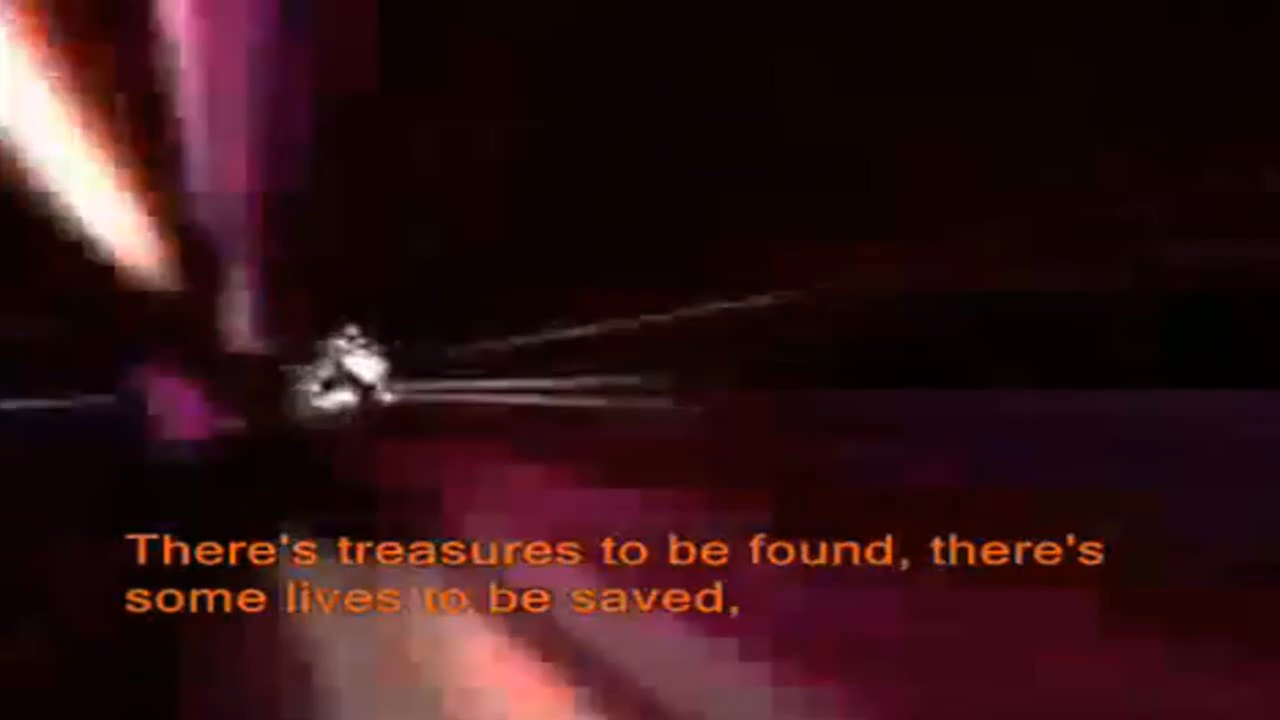 There's treasures to be found, there's
some lives to be saved,